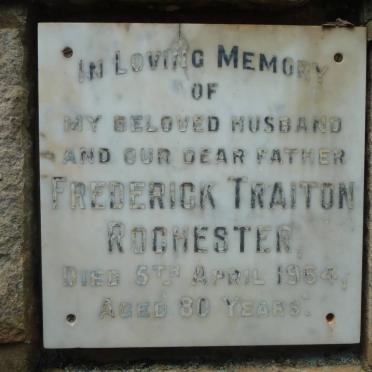 IN LOVING MEMORY
OF
MY BELOVED HUSBAND
AND OUR DEAR FATHER
FREDERICK TRAITON
ROCHESTER,
DIED 5TH APRIL 1954,
AGED 80 YEARS.